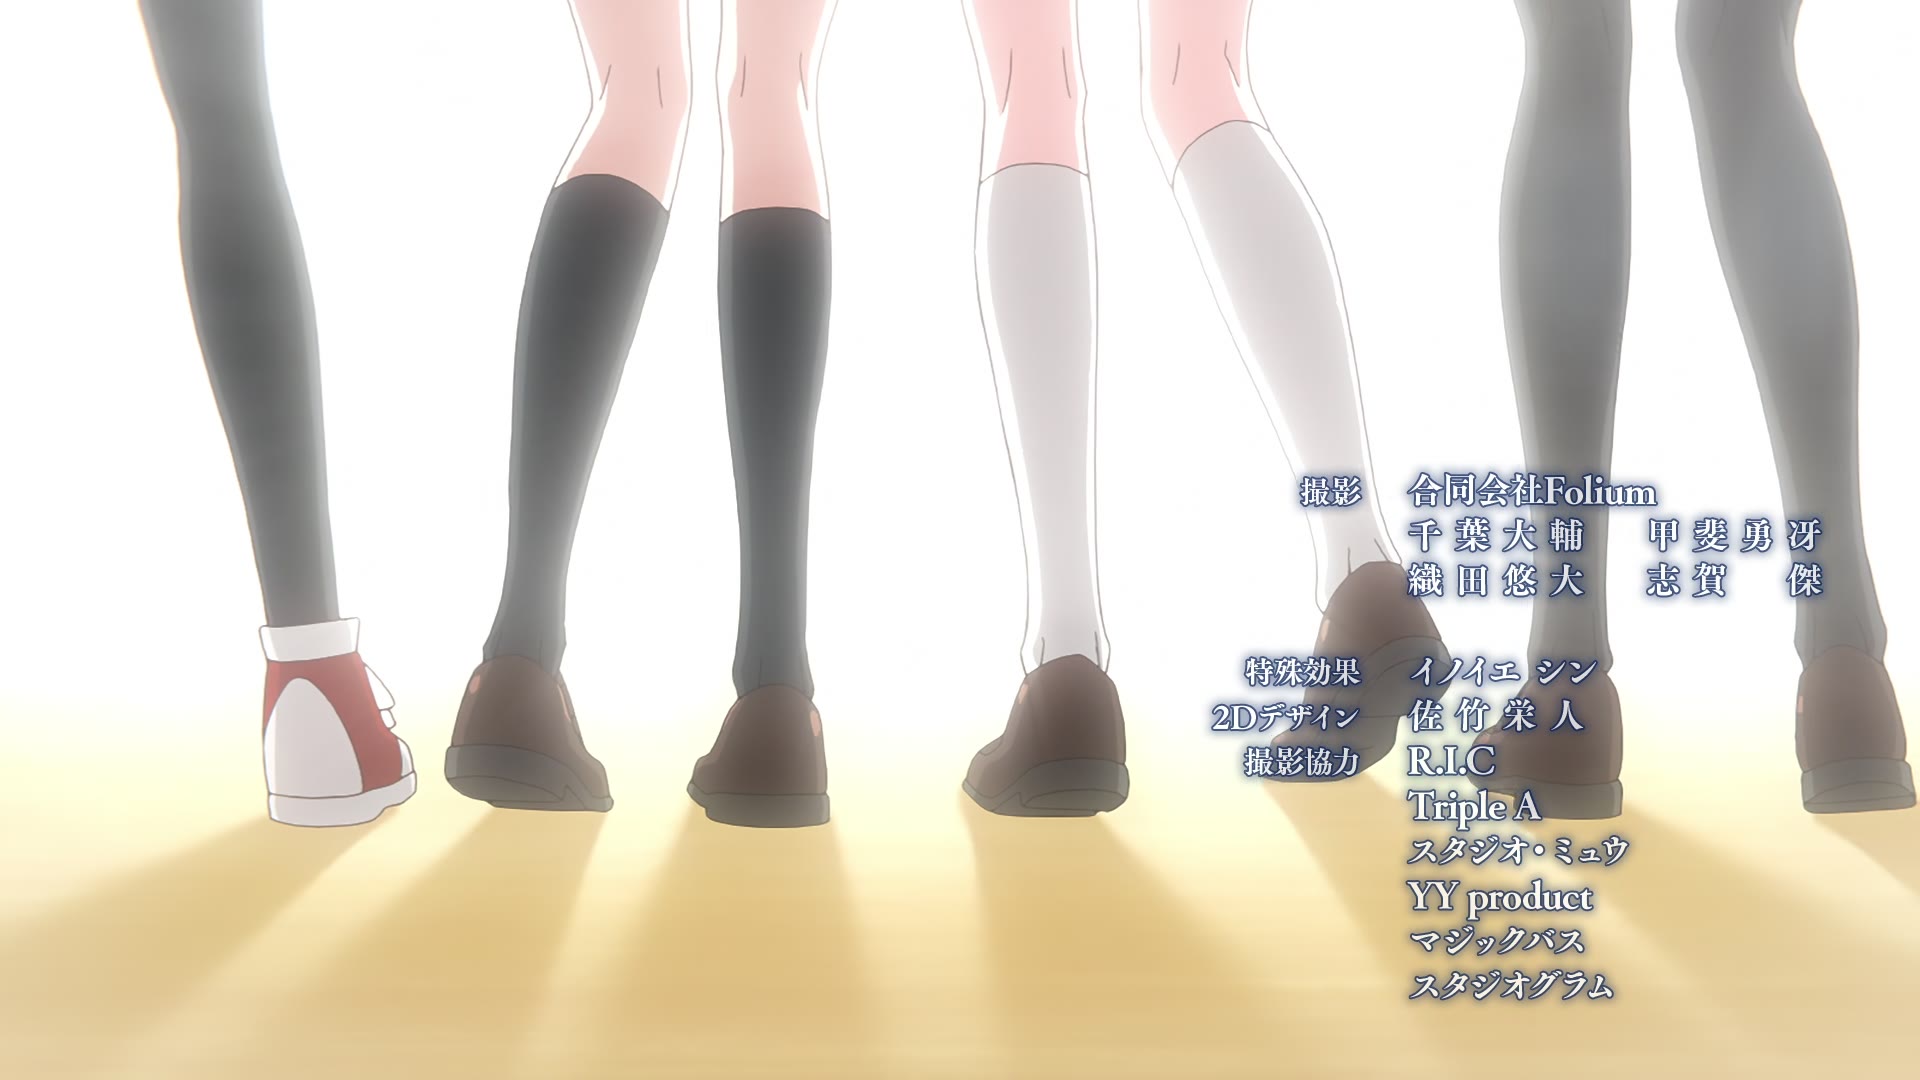 撮影 合同会社Folium
千葉大輔 甲斐勇冴
織田悠大 志賀 傑
特殊効果 イノイエ シン
2Dデザイン 佐竹栄人
撮影協力 R.I.C
Triple A
スタジオ・ミュウ
YY product
マジックバス
スタジオグラム